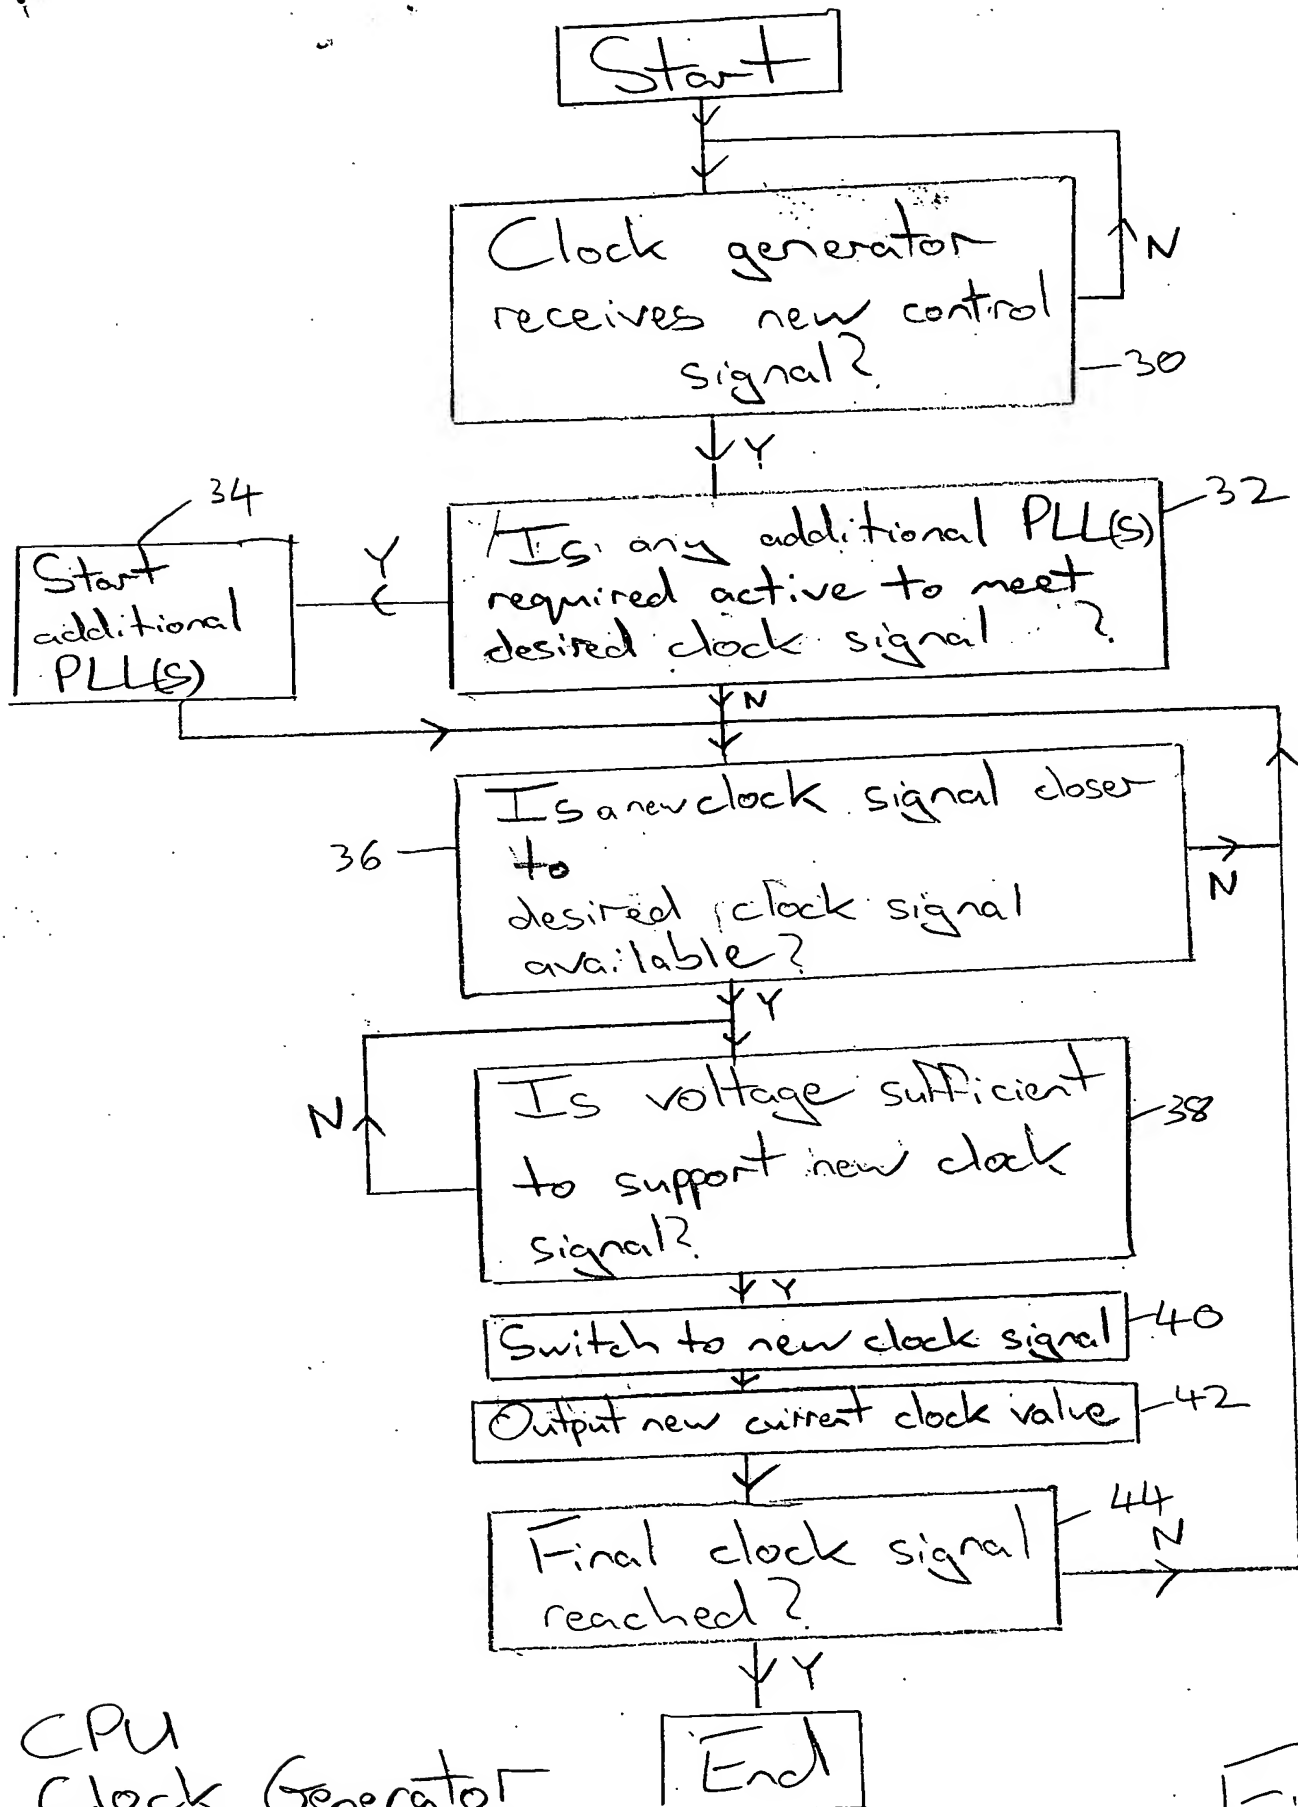 Start
Clock generator
receives new control
signal?
N
30
Y
34
32
Is any additional PLL(s)
required active to meet
desired clock signal ?
Y
Start
additional
PLL(s)
N
Is a new clock signal closer
to
desired clock signal
available?
36
N
Y
Is voltage sufficient
to support new clock
signal?
N
38
Y
Switch to new clock signal
40
Output new current clock value
42
Final clock signal
reached?
44
N
Y
End
CPU
Clock Generator